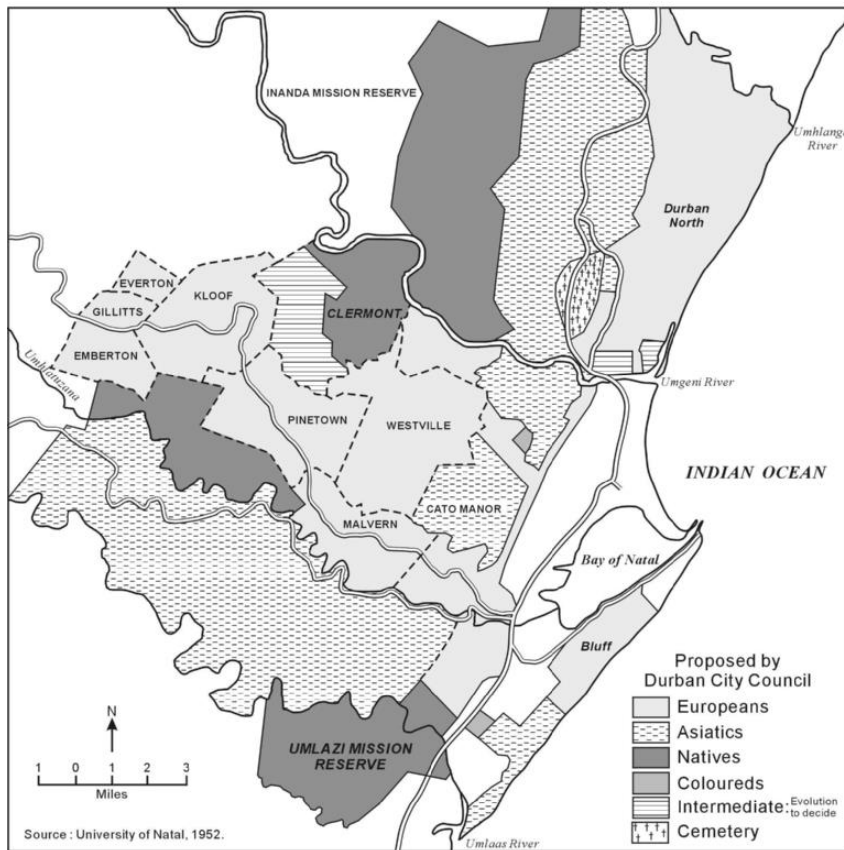 INANDA MISSION RESERVE
Umhlanga
River
Durban
North
EVERTON
KLOOF
GILLITTS
CLERMONT
EMBERTON
Umhlatuzana
Umgeni River
PINETOWN
WESTVILLE
INDIAN OCEAN
CATO MANOR
MALVERN
Bay of Natal
Bluff
Proposed by
Durban City Council
Europeans
Asiatics
Natives
Coloureds
Intermediate: Evolution
to decide
Cemetery
UMLAZI MISSION
RESERVE
N
1 0 1 2 3
Miles
Source : University of Natal, 1952.
Umlaas River